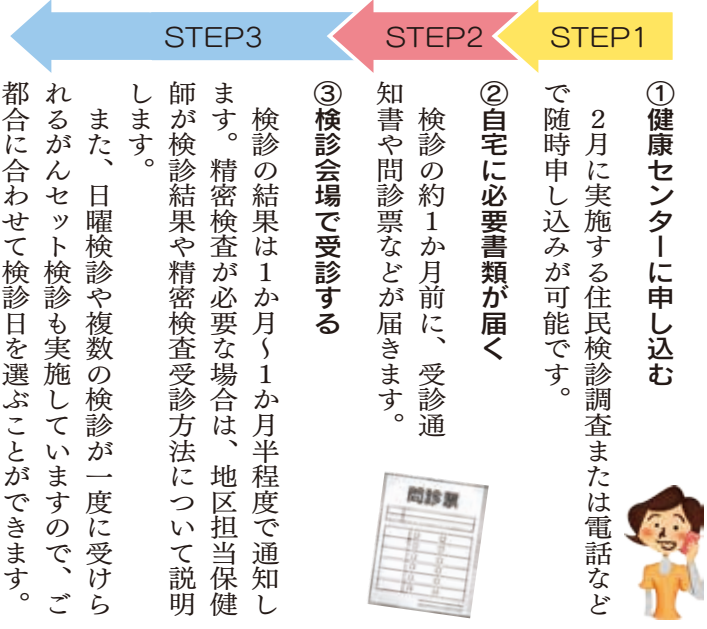 STEP1
①健康センターに申し込む
2月に実施する住民検診調査または電話など
で随時申し込みが可能です。
STEP2
②自宅に必要書類が届く
検診の約1か月前に、受診通
知書や問診票などが届きます。
問診票
STEP3
③検診会場で受診する
検診の結果は1か月～1か月半程度で通知し
ます。精密検査が必要な場合は、地区担当保健
師が検診結果や精密検査受診方法について説明
します。
また、日曜検診や複数の検診が一度に受けら
れるがんセット検診も実施していますので、ご
都合に合わせて検診日を選ぶことができます。